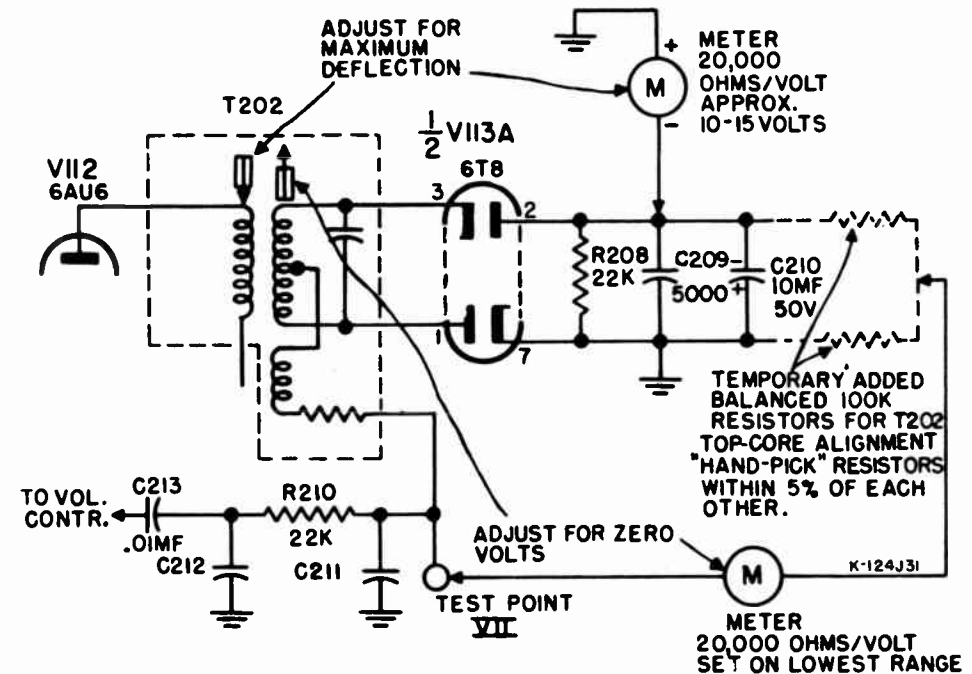 ADJUST FOR
MAXIMUM
DEFLECTION
T202
V112
6AU6
1/2 V113A
6T8
3
2
1
7
+
METER
20,000
OHMS/VOLT
APPROX.
10-15 VOLTS
M
-
R208
22K
C209
5000
-
+
C210
10MF
50V
TEMPORARY ADDED
BALANCED 100K
RESISTORS FOR T202
TOP-CORE ALIGNMENT
"HAND-PICK" RESISTORS
WITHIN 5% OF EACH
OTHER.
TO VOL.
CONTR.
C213
.01MF
R210
22K
C212
C211
ADJUST FOR ZERO
VOLTS
TEST POINT
VII
M
K-124J31
METER
20,000 OHMS/VOLT
SET ON LOWEST RANGE